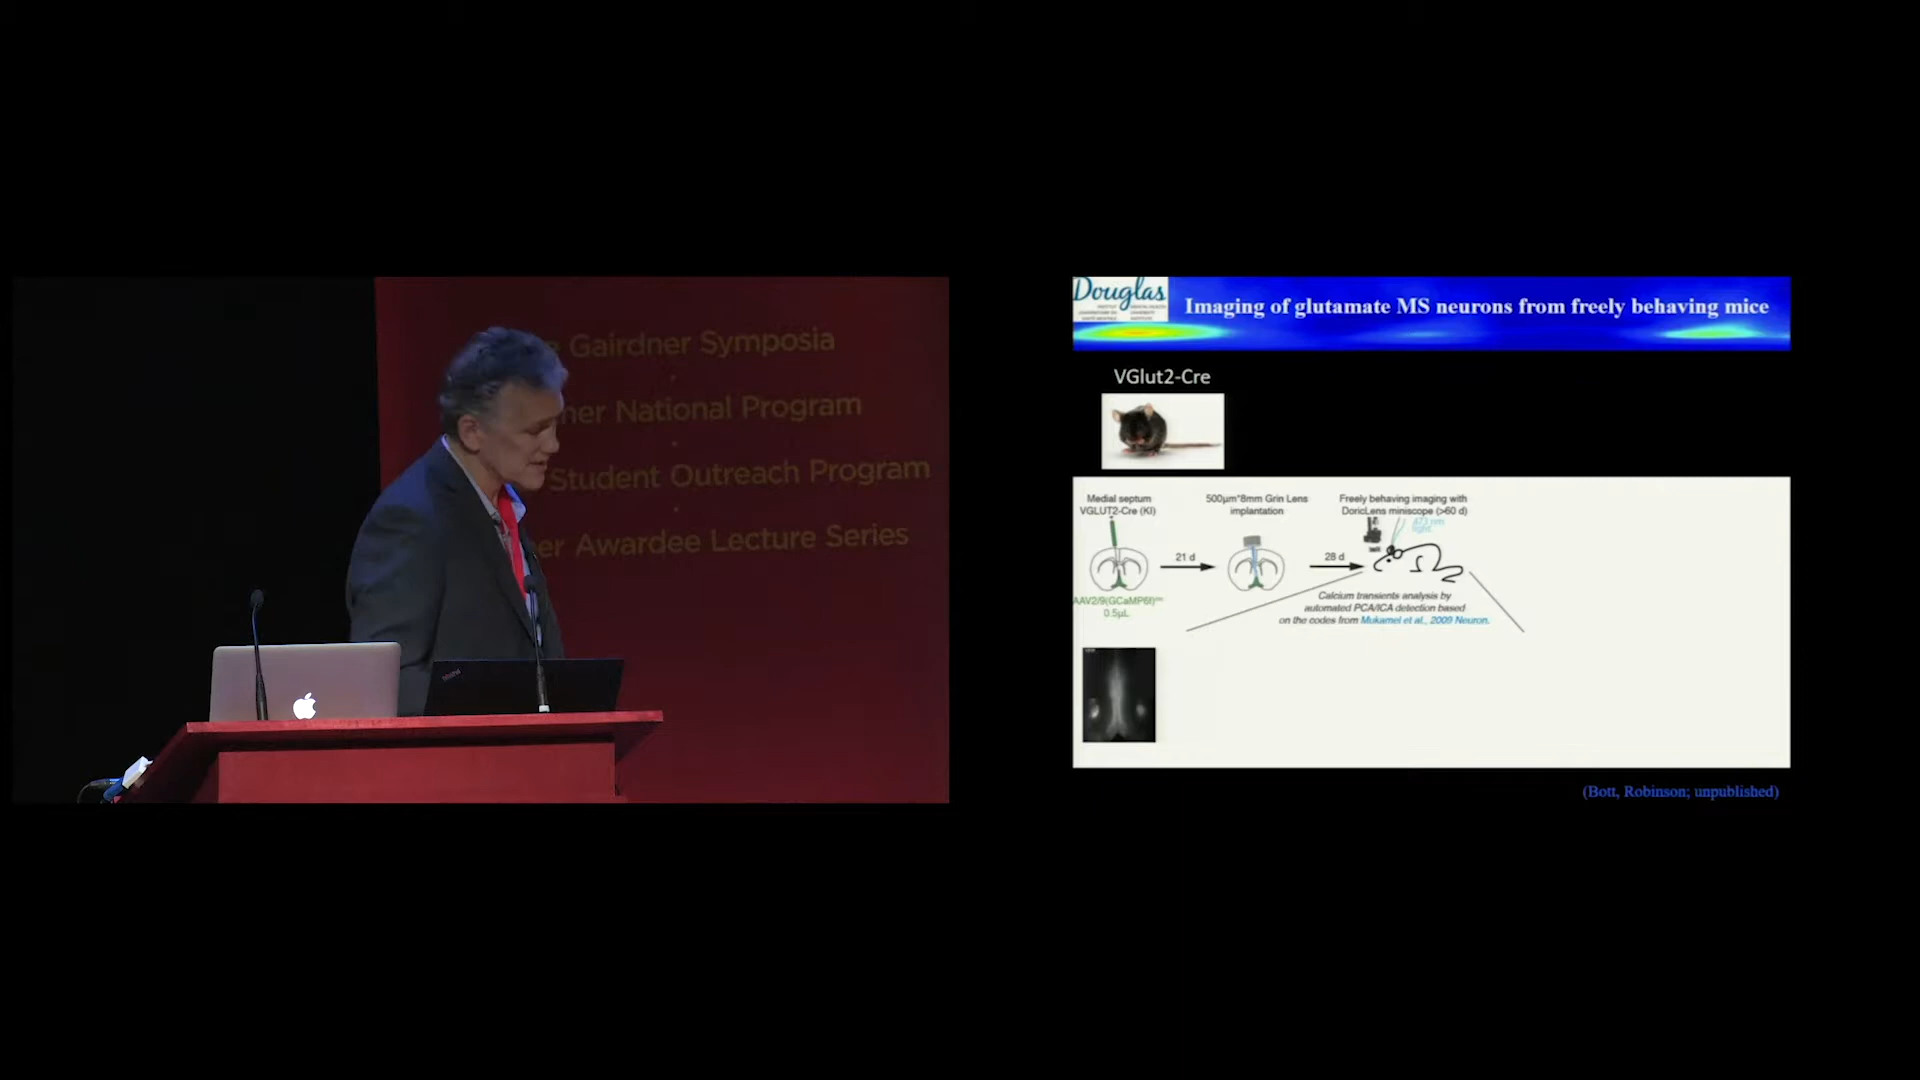 e Gairdner Symposia
ner National Program
Student Outreach Program
er Awardee Lecture Series
Douglas
Imaging of glutamate MS neurons from freely behaving mice
VGlut2-Cre
Medial septum
VGLUT2-Cre (KI)
500µm*8mm Grin Lens
implantation
Freely behaving imaging with
DoricLens miniscope (>60 d)
473 nm
light
21 d
28 d
0.5µL
Calcium transients analysis by
automated PCA/ICA detection based
on the codes from Mukamel et al., 2009 Neuron.
(Bott, Robinson; unpublished)